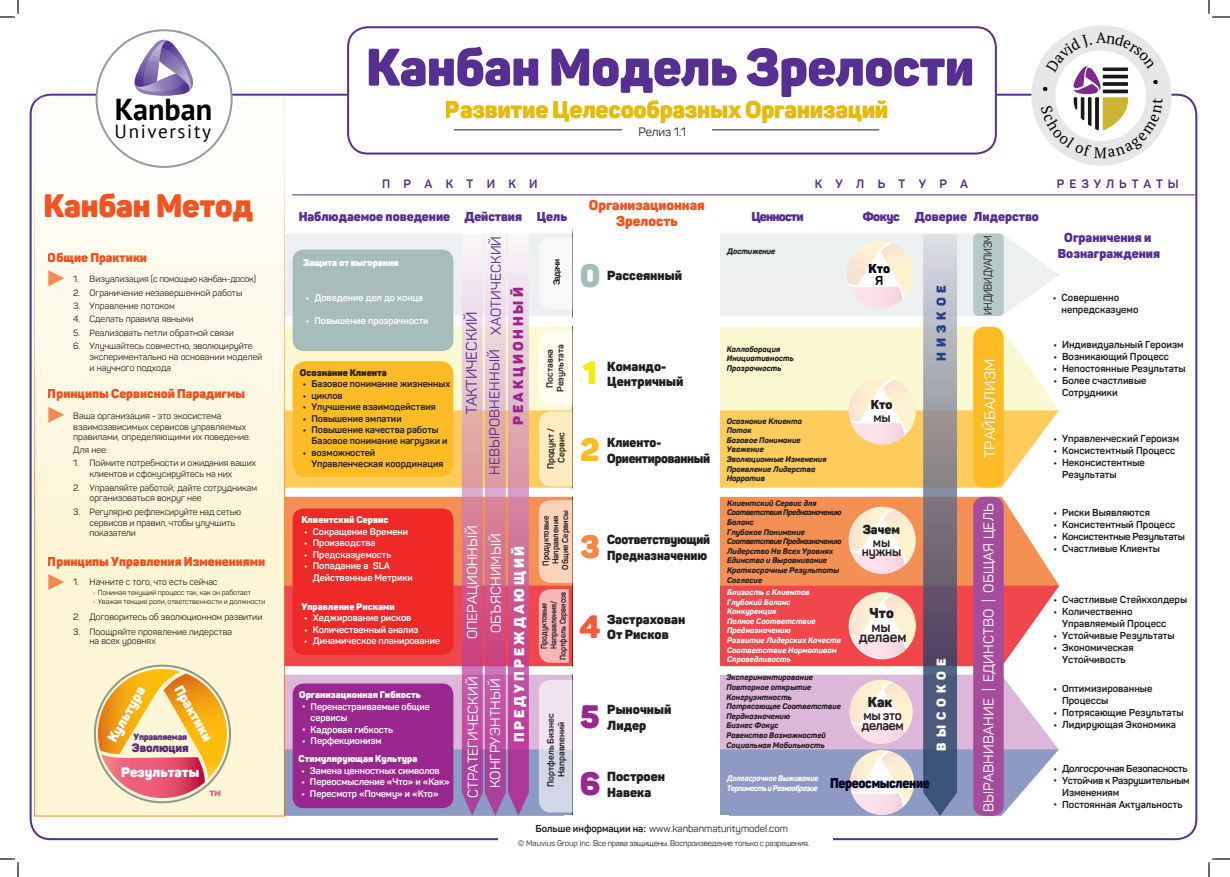 Kanban
University
Канбан Модель Зрелости
Развитие Целесообразных Организаций
Релиз 1.1
David J. Anderson
School of Management
Канбан Метод
Общие Практики
1. Визуализация (с помощью канбан-досок)
2. Ограничение незавершенной работы
3. Управление потоком
4. Сделать правила явными
5. Реализовать петли обратной связи
6. Улучшайтесь совместно, эволюцируйте
экспериментально на основании моделей
и научного подхода
Принципы Сервисной Парадигмы
Ваша организация - это экосистема
взаимозависимых сервисов управляемых
правилами, определяющими их поведение.
Для нее:
1. Поймите потребности и ожидания ваших
клиентов и сфокусируйтесь на них
2. Управляйте работой; дайте сотрудникам
организоваться вокруг нее
3. Регулярно рефлексируйте над сетью
сервисов и правил, чтобы улучшить
показатели
Принципы Управления Изменениями
1. Начните с того, что есть сейчас
- Понимая текущий процесс так, как он работает
- Уважая текущие роли, ответственности и должности
2. Договоритесь об эволюционном развитии
3. Поощряйте проявление лидерства
на всех уровнях
Культура
Практики
Управляемая
Эволюция
Результаты
TM
ПРАКТИКИ
КУЛЬТУРА
РЕЗУЛЬТАТЫ
Наблюдаемое поведение
Действия
Цель
Организационная
Зрелость
Ценности
Фокус
Доверие
Лидерство
Ограничения и
Вознаграждения
Защита от выгорания
• Доведение дел до конца
• Повышение прозрачности
Осознание Клиента
• Базовое понимание жизненных
• циклов
• Улучшение взаимодействия
• Повышение эмпатии
• Повышение качества работы
Базовое понимание нагрузки и
• возможностей
Управленческая координация
Клиентский Сервис
• Сокращение Времени
• Производства
• Предсказуемость
• Попадание в SLA
Действенные Метрики
Управление Рисками
• Хеджирование рисков
• Количественный анализ
• Динамическое планирование
Организационная Гибкость
• Перенастраиваемые общие
сервисы
• Кадровая гибкость
• Перфекционизм
Стимулирующая Культура
• Замена ценностных символов
• Переосмысление «Что» и «Как»
• Пересмотр «Почему» и «Кто»
ТАКТИЧЕСКИЙ
ОПЕРАЦИОННЫЙ
СТРАТЕГИЧЕСКИЙ
ХАОТИЧЕСКИЙ
НЕВЫРОВНЕННЫЙ
ОБЪЯСНИМЫЙ
КОНГРУЭНТНЫЙ
РЕАКЦИОННЫЙ
ПРЕДУПРЕЖДАЮЩИЙ
Задачи
Поставка
Результата
Продукт /
Сервис
Продуктовые
Направления
Общие Сервисы
Продуктовые
Направления/
Портфель Сервисов
Портфель Бизнес
Направлений
0 Рассеянный
1 Командо-
Центричный
2 Клиенто-
Ориентированный
3 Соответствующий
Предназначению
4 Застрахован
От Рисков
5 Рыночный
Лидер
6 Построен
Навека
Достижение
Коллаборация
Инициативность
Прозрачность
Осознание Клиента
Поток
Базовое Понимание
Уважение
Эволюционные Изменения
Проявление Лидерства
Нарратив
Клиентский Сервис для
Соответствия Предназначению
Баланс
Глубокое Понимание
Соответствие Предназначению
Лидерство На Всех Уровнях
Единство и Выравнивание
Краткосрочные Результаты
Согласие
Близость с Клиентов
Глубокий Баланс
Конкуренция
Полное Соответствие
Предназначению
Развитие Лидерских Качеств
Соответствие Нормативам
Справедливость
Экспериментирование
Повторное открытие
Конгруэнтность
Потрясающее Соответствие
Пердназначению
Бизнес Фокус
Равенство Возможностей
Социальная Мобильность
Долгосрочное Выживание
Терпимость и Разнообразие
Кто
Я
Кто
мы
Зачем
мы
нужны
Что
мы
делаем
Как
мы это
делаем
Переосмысление
НИЗКОЕ
ВЫСОКОЕ
ИНДИВИДУАЛИЗМ
ТРАЙБАЛИЗМ
ВЫРАВНИВАНИЕ | ЕДИНСТВО | ОБЩАЯ ЦЕЛЬ
• Совершенно
непредсказуемо
• Индивидуальный Героизм
• Возникающий Процесс
• Непостоянные Результаты
• Более счастливые
Сотрудники
• Управленческий Героизм
• Консистентный Процесс
• Неконсистентные
Результаты
• Риски Выявляются
• Консистентный Процесс
• Консистентные Результаты
• Счастливые Клиенты
• Счастливые Стейкхолдеры
• Количественно
Управляемый Процесс
• Устойчивые Результаты
• Экономическая
Устойчивость
• Оптимизированные
Процессы
• Потрясающие Результаты
• Лидирующая Экономика
• Долгосрочная Безопасность
• Устойчив к Разрушительным
Изменениям
• Постоянная Актуальность
Больше информации на: www.kanbanmaturitymodel.com
© Mauvius Group Inc. Все права защищены. Воспроизведение только с разрешения.